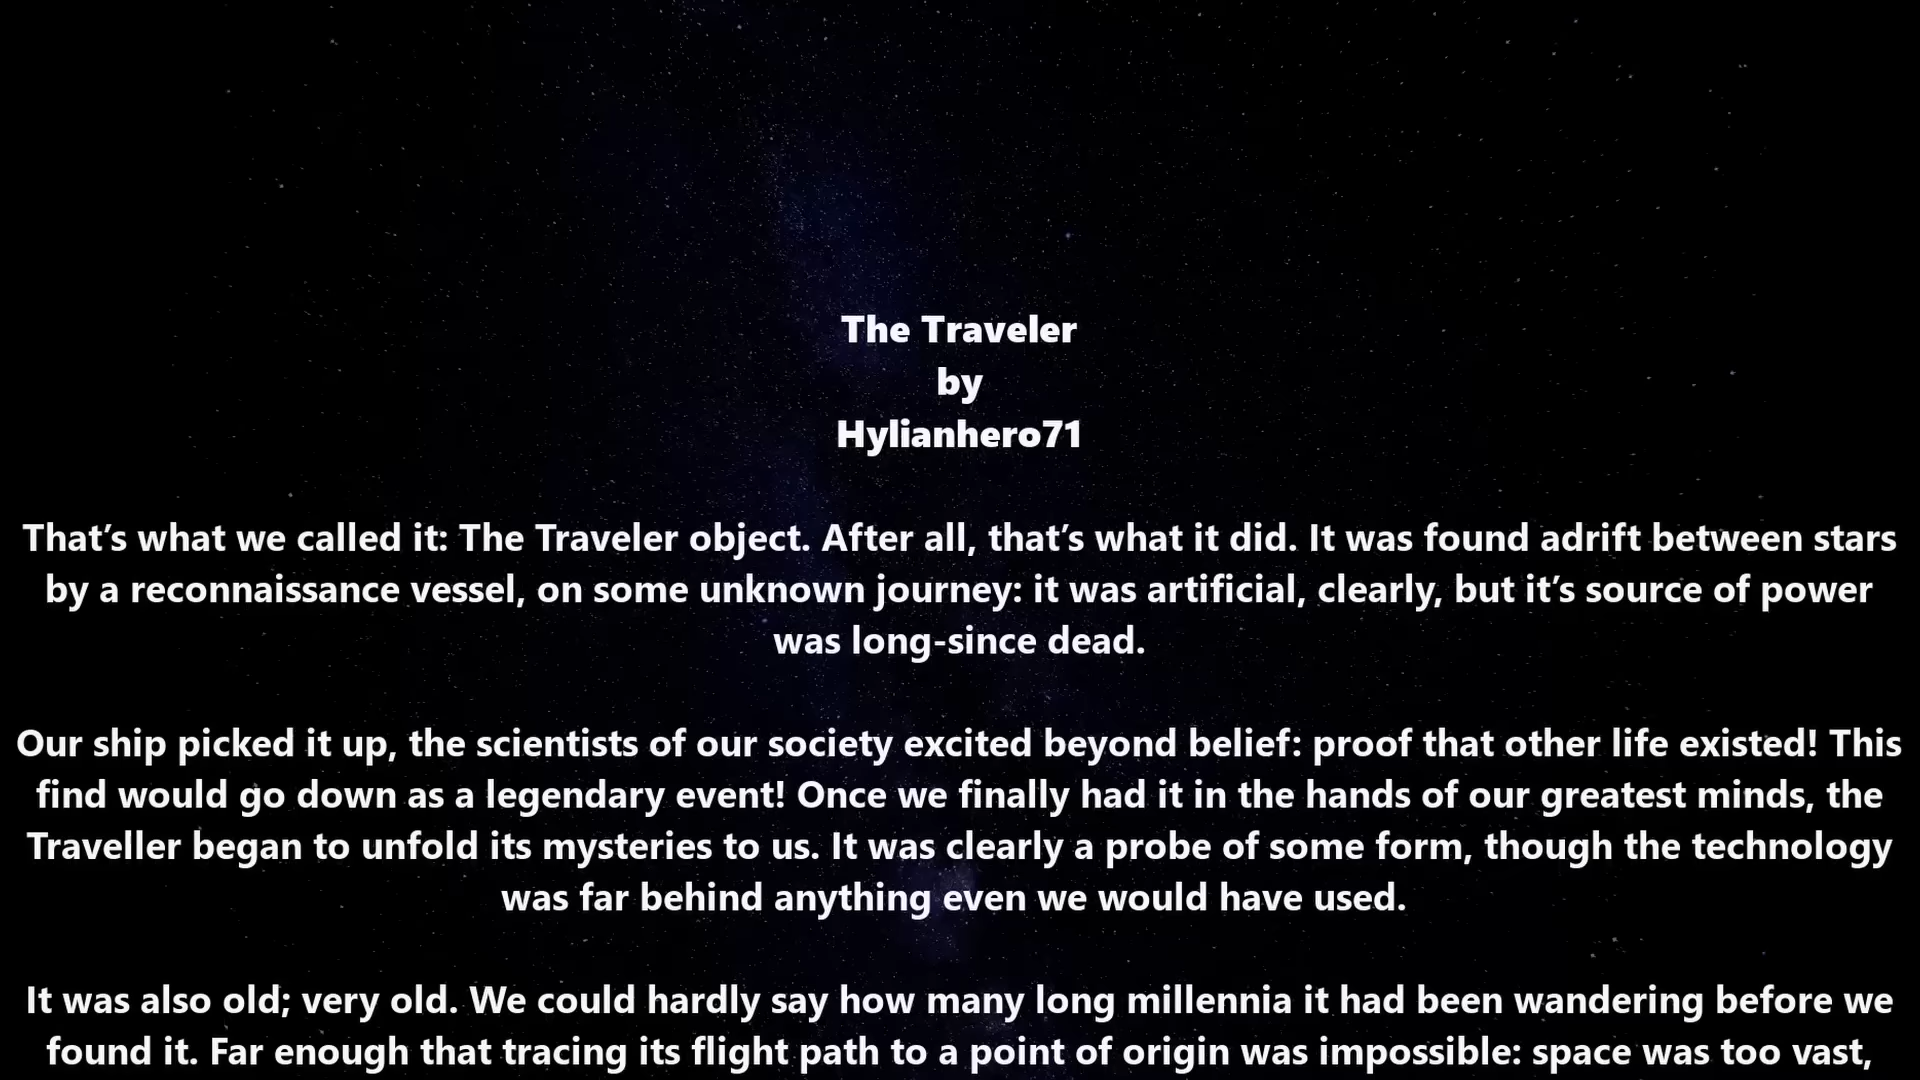 The Traveler
by
Hylianhero71
That’s what we called it: The Traveler object. After all, that’s what it did. It was found adrift between stars
by a reconnaissance vessel, on some unknown journey: it was artificial, clearly, but it’s source of power
was long-since dead.
Our ship picked it up, the scientists of our society excited beyond belief: proof that other life existed! This
find would go down as a legendary event! Once we finally had it in the hands of our greatest minds, the
Traveller began to unfold its mysteries to us. It was clearly a probe of some form, though the technology
was far behind anything even we would have used.
It was also old; very old. We could hardly say how many long millennia it had been wandering before we
found it. Far enough that tracing its flight path to a point of origin was impossible: space was too vast,